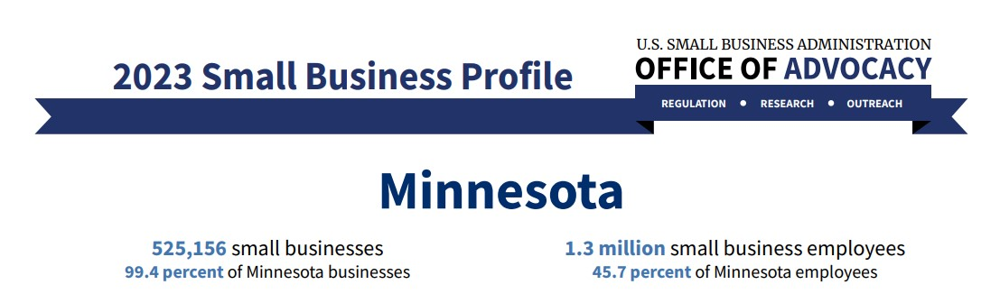 U.S. SMALL BUSINESS ADMINISTRATION
2023 Small Business Profile
OFFICE OF ADVOCACY
REGULATION • RESEARCH • OUTREACH
Minnesota
525,156 small businesses
99.4 percent of Minnesota businesses
1.3 million small business employees
45.7 percent of Minnesota employees